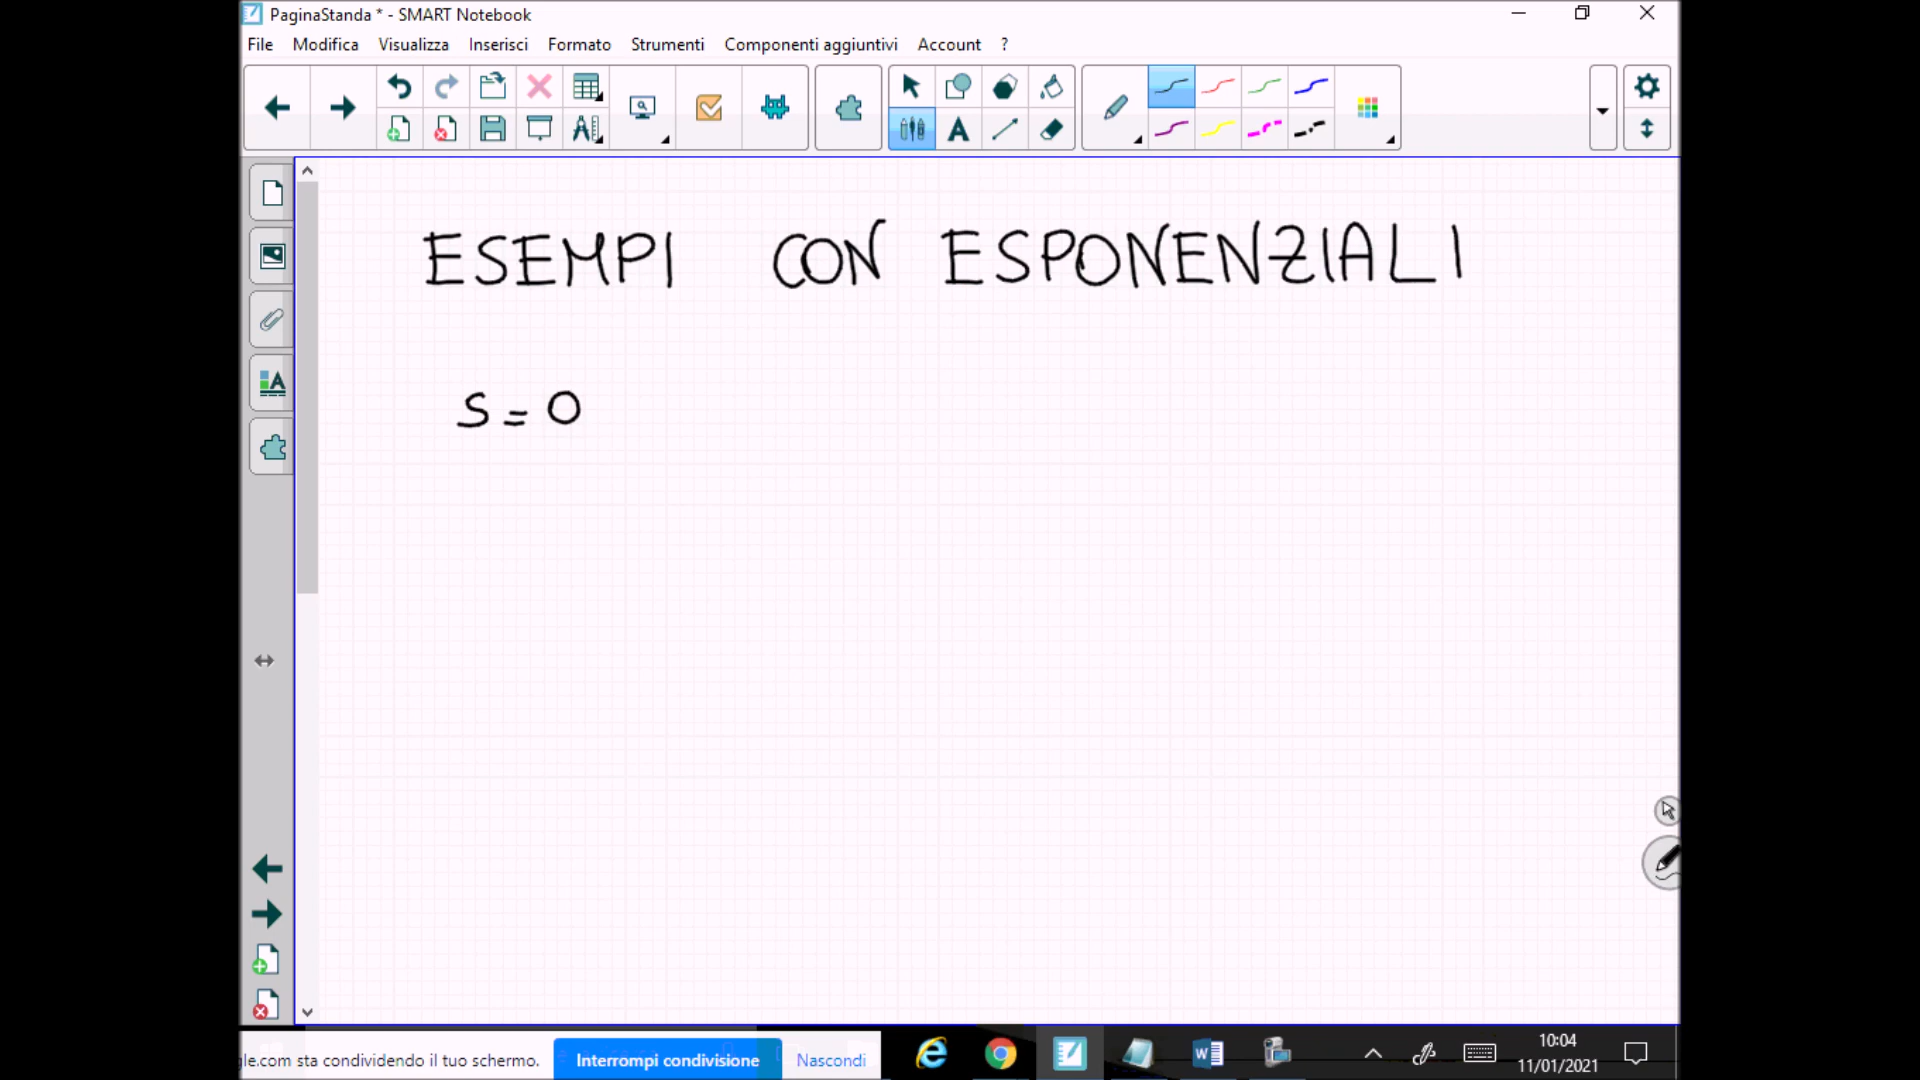 PaginaStanda * - SMART Notebook
File Modifica Visualizza Inserisci Formato Strumenti Componenti aggiuntivi Account ?
ESEMPI CON ESPONENZIALI
s = 0
gle.com sta condividendo il tuo schermo. Interrompi condivisione Nascondi
10:04
11/01/2021